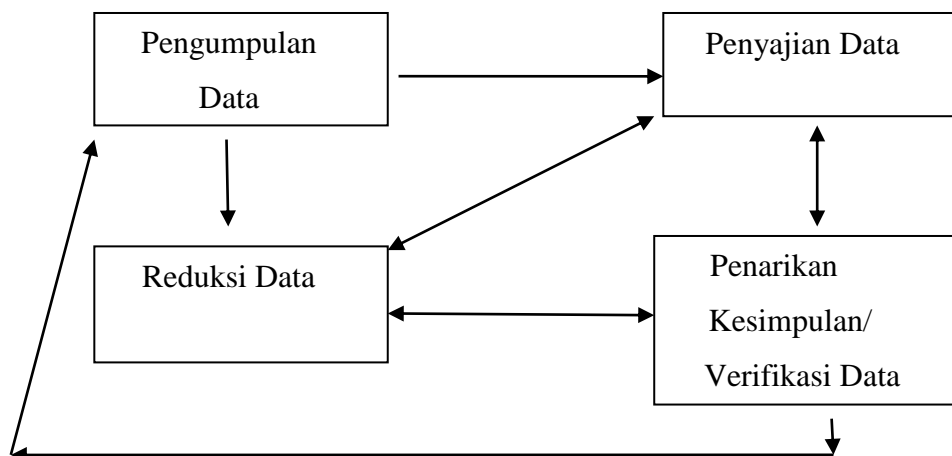 Pengumpulan
Data
Penyajian Data
Reduksi Data
Penarikan
Kesimpulan/
Verifikasi Data